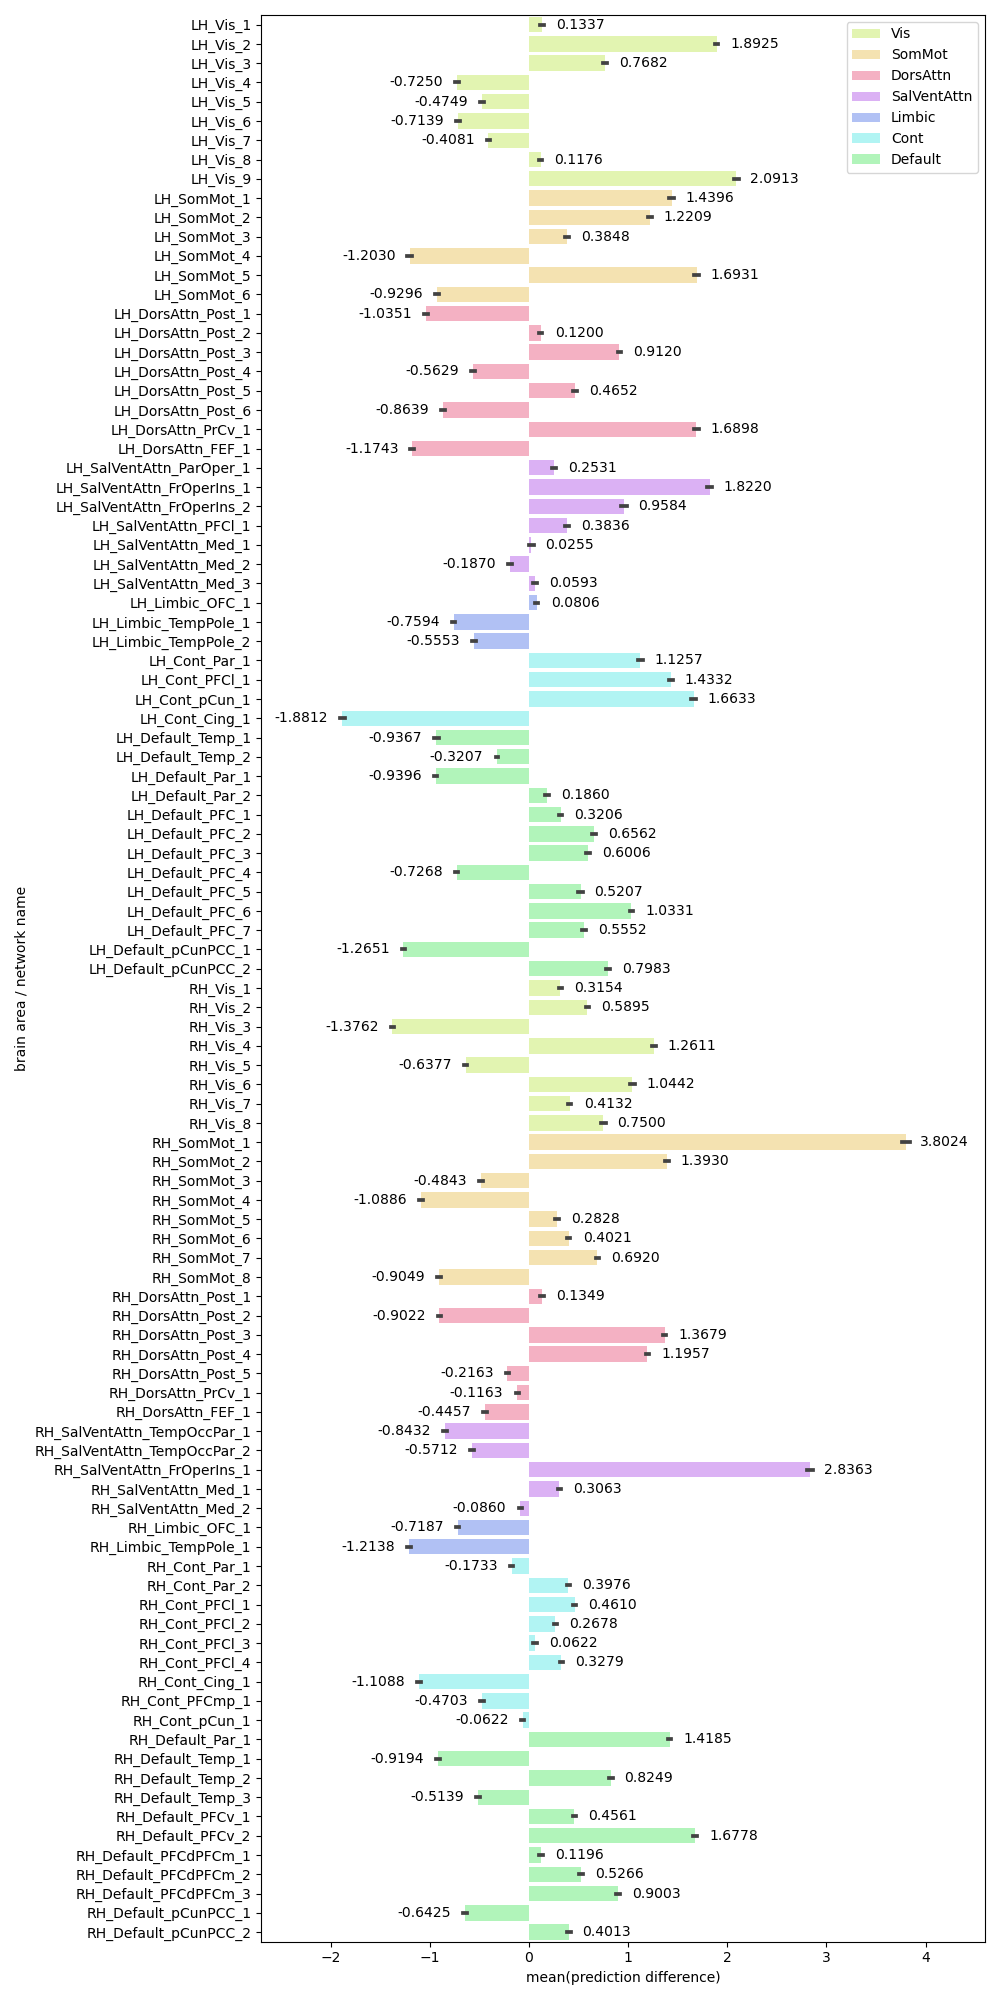 LH_Vis_1 0.1337
LH_Vis_2 1.8925
LH_Vis_3 0.7682
LH_Vis_4 -0.7250
LH_Vis_5 -0.4749
LH_Vis_6 -0.7139
LH_Vis_7 -0.4081
LH_Vis_8 0.1176
LH_Vis_9 2.0913
LH_SomMot_1 1.4396
LH_SomMot_2 1.2209
LH_SomMot_3 0.3848
LH_SomMot_4 -1.2030
LH_SomMot_5 1.6931
LH_SomMot_6 -0.9296
LH_DorsAttn_Post_1 -1.0351
LH_DorsAttn_Post_2 0.1200
LH_DorsAttn_Post_3 0.9120
LH_DorsAttn_Post_4 -0.5629
LH_DorsAttn_Post_5 0.4652
LH_DorsAttn_Post_6 -0.8639
LH_DorsAttn_PrCv_1 1.6898
LH_DorsAttn_FEF_1 -1.1743
LH_SalVentAttn_ParOper_1 0.2531
LH_SalVentAttn_FrOperIns_1 1.8220
LH_SalVentAttn_FrOperIns_2 0.9584
LH_SalVentAttn_PFCl_1 0.3836
LH_SalVentAttn_Med_1 0.0255
LH_SalVentAttn_Med_2 -0.1870
LH_SalVentAttn_Med_3 0.0593
LH_Limbic_OFC_1 0.0806
LH_Limbic_TempPole_1 -0.7594
LH_Limbic_TempPole_2 -0.5553
LH_Cont_Par_1 1.1257
LH_Cont_PFCl_1 1.4332
LH_Cont_pCun_1 1.6633
LH_Cont_Cing_1 -1.8812
LH_Default_Temp_1 -0.9367
LH_Default_Temp_2 -0.3207
LH_Default_Par_1 -0.9396
LH_Default_Par_2 0.1860
LH_Default_PFC_1 0.3206
LH_Default_PFC_2 0.6562
LH_Default_PFC_3 0.6006
LH_Default_PFC_4 -0.7268
LH_Default_PFC_5 0.5207
LH_Default_PFC_6 1.0331
LH_Default_PFC_7 0.5552
LH_Default_pCunPCC_1 -1.2651
LH_Default_pCunPCC_2 0.7983
RH_Vis_1 0.3154
RH_Vis_2 0.5895
RH_Vis_3 -1.3762
RH_Vis_4 1.2611
RH_Vis_5 -0.6377
RH_Vis_6 1.0442
RH_Vis_7 0.4132
RH_Vis_8 0.7500
RH_SomMot_1 3.8024
RH_SomMot_2 1.3930
RH_SomMot_3 -0.4843
RH_SomMot_4 -1.0886
RH_SomMot_5 0.2828
RH_SomMot_6 0.4021
RH_SomMot_7 0.6920
RH_SomMot_8 -0.9049
RH_DorsAttn_Post_1 0.1349
RH_DorsAttn_Post_2 -0.9022
RH_DorsAttn_Post_3 1.3679
RH_DorsAttn_Post_4 1.1957
RH_DorsAttn_Post_5 -0.2163
RH_DorsAttn_PrCv_1 -0.1163
RH_DorsAttn_FEF_1 -0.4457
RH_SalVentAttn_TempOccPar_1 -0.8432
RH_SalVentAttn_TempOccPar_2 -0.5712
RH_SalVentAttn_FrOperIns_1 2.8363
RH_SalVentAttn_Med_1 0.3063
RH_SalVentAttn_Med_2 -0.0860
RH_Limbic_OFC_1 -0.7187
RH_Limbic_TempPole_1 -1.2138
RH_Cont_Par_1 -0.1733
RH_Cont_Par_2 0.3976
RH_Cont_PFCl_1 0.4610
RH_Cont_PFCl_2 0.2678
RH_Cont_PFCl_3 0.0622
RH_Cont_PFCl_4 0.3279
RH_Cont_Cing_1 -1.1088
RH_Cont_PFCmp_1 -0.4703
RH_Cont_pCun_1 -0.0622
RH_Default_Par_1 1.4185
RH_Default_Temp_1 -0.9194
RH_Default_Temp_2 0.8249
RH_Default_Temp_3 -0.5139
RH_Default_PFCv_1 0.4561
RH_Default_PFCv_2 1.6778
RH_Default_PFCdPFCm_1 0.1196
RH_Default_PFCdPFCm_2 0.5266
RH_Default_PFCdPFCm_3 0.9003
RH_Default_pCunPCC_1 -0.6425
RH_Default_pCunPCC_2 0.4013
−2 −1 0 1 2 3 4
mean(prediction difference)
brain area / network name
Vis
SomMot
DorsAttn
SalVentAttn
Limbic
Cont
Default